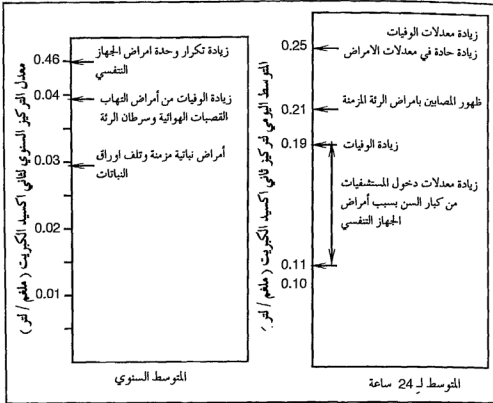 زيادة معدلات الوفيات
زيادة حادة في معدلات الامراض
ظهور المصابين بامراض الرئة المزمنة
زيادة الوفيات
زيادة معدلات دخول المستشفيات
من كبار السن بسبب أمراض
الجهاز التنفسي
0.25
0.21
0.19
0.11
0.10
المتوسط اليومي لتركيز ثاني اكسيد الكبريت ( ملغم / لتر )
المتوسط لـ 24 ساعة
زيادة تكرار وحدة امراض الجهاز
التنفسي
زيادة الوفيات من أمراض التهاب
القصبات الهوائية وسرطان الرئة
أمراض نباتية مزمنة وتلف اوراق
النباتات
0.46
0.04
0.03
0.02
0.01
معدل التركيز السنوي لثاني اكسيد الكبريت ( ملغم / لتر )
المتوسط السنوي